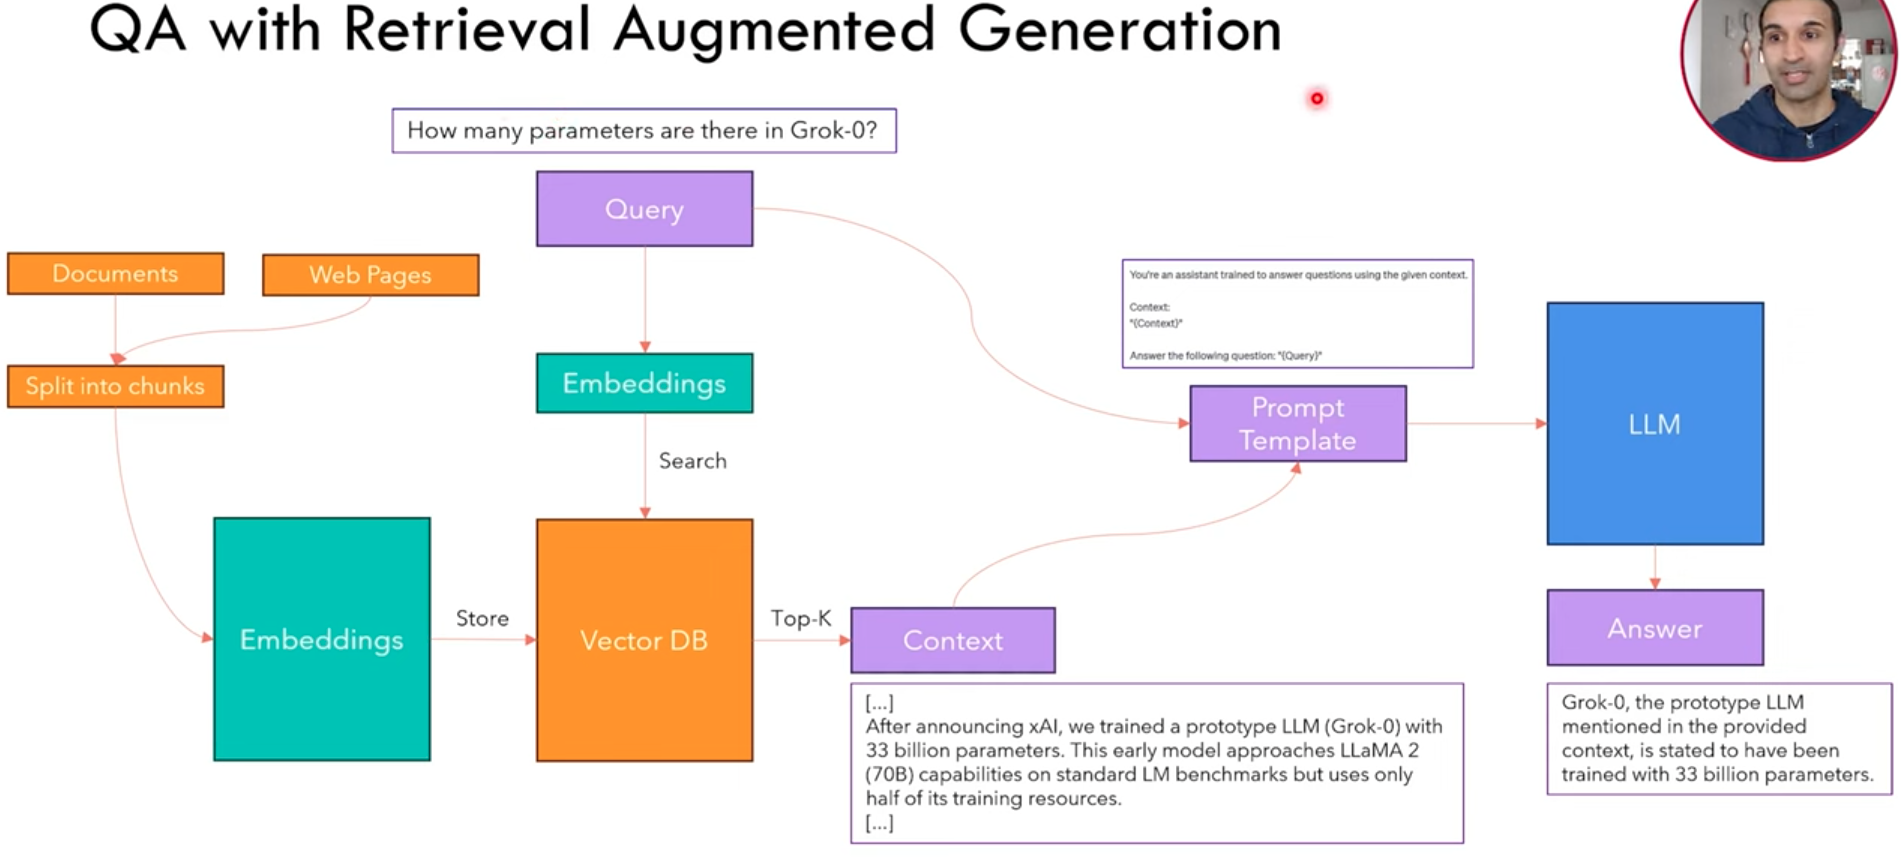 QA with Retrieval Augmented Generation
How many parameters are there in Grok-0?
Query
Documents
Web Pages
Split into chunks
Embeddings
Search
Embeddings
Store
Vector DB
Top-K
Context
[...]
After announcing xAI, we trained a prototype LLM (Grok-0) with
33 billion parameters. This early model approaches LLaMA 2
(70B) capabilities on standard LM benchmarks but uses only
half of its training resources.
[...]
You're an assistant trained to answer questions using the given context.
Context:
"{Context}"
Answer the following question: "{Query}"
Prompt
Template
LLM
Answer
Grok-0, the prototype LLM
mentioned in the provided
context, is stated to have been
trained with 33 billion parameters.